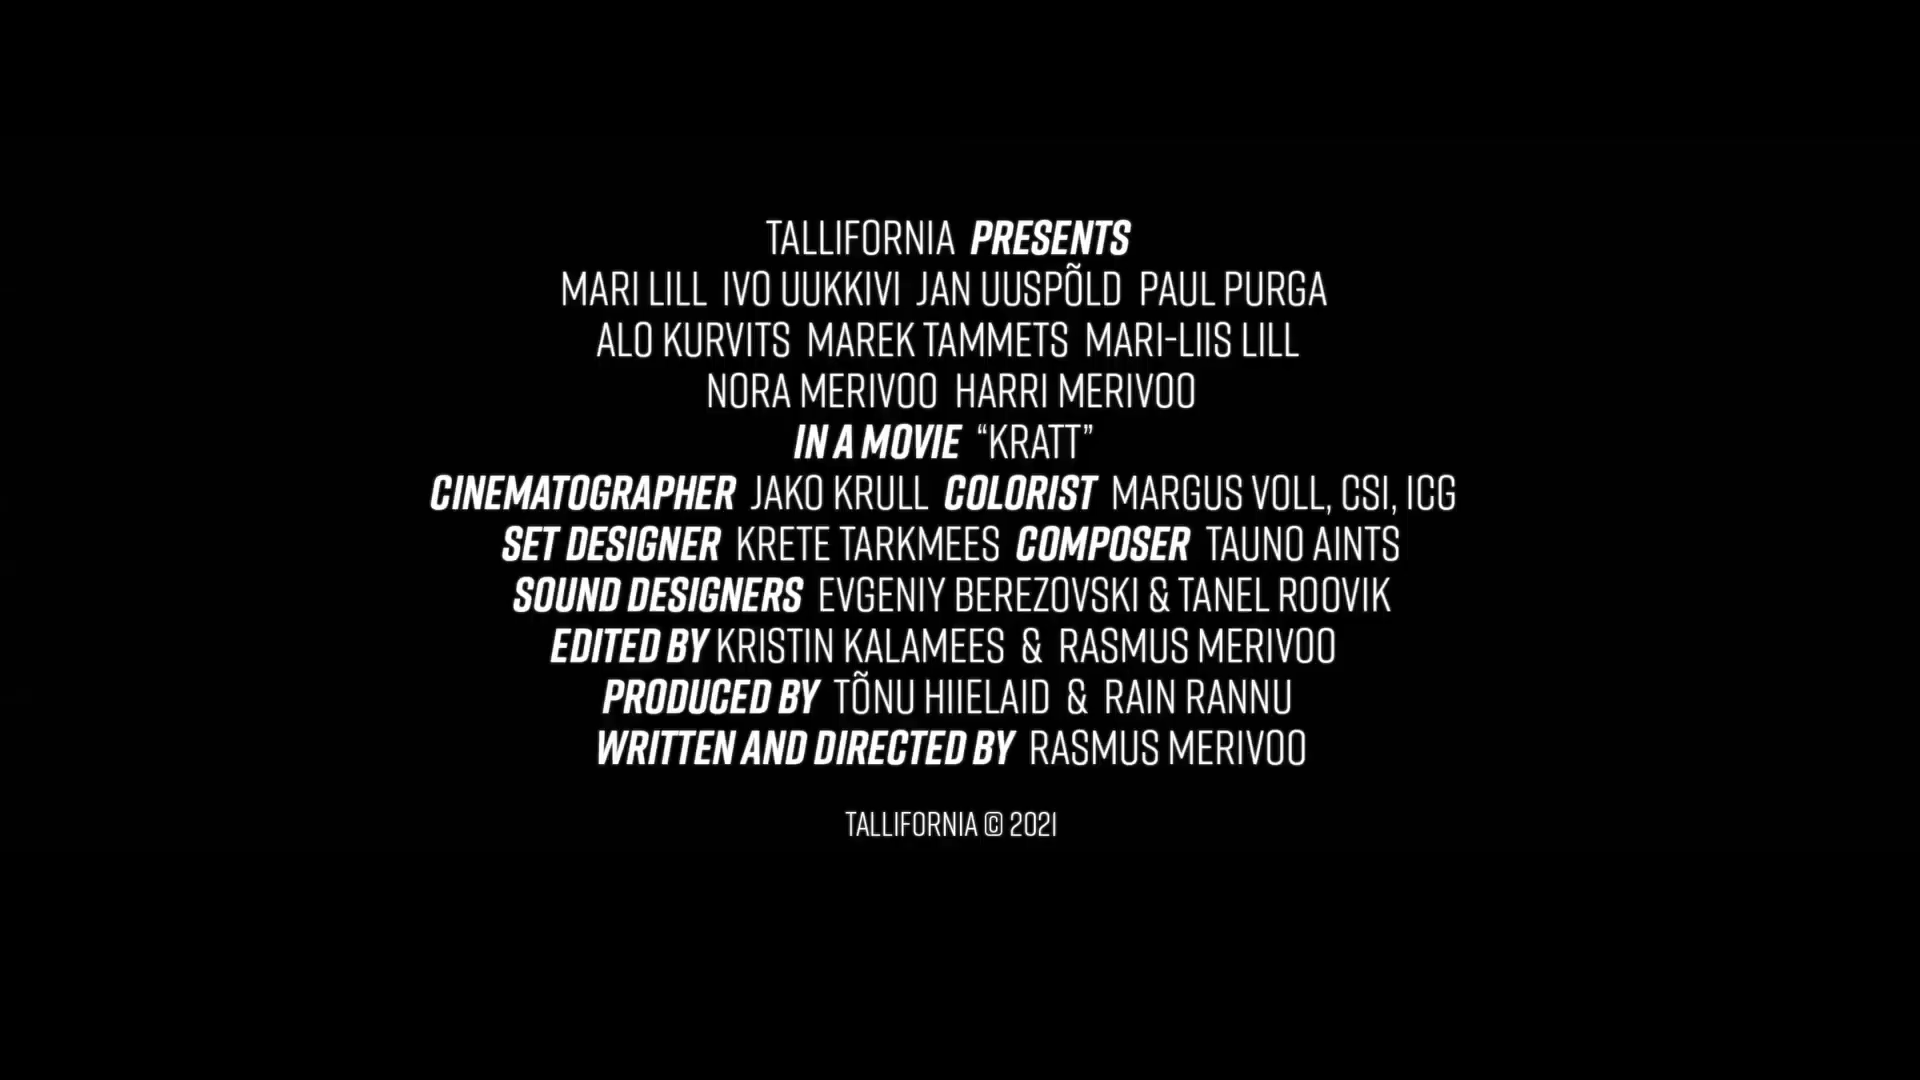 TALLIFORNIA PRESENTS
MARI LILL IVO UUKKIVI JAN UUSPÕLD PAUL PURGA
ALO KURVITS MAREK TAMMETS MARI-LIIS LILL
NORA MERIVOO HARRI MERIVOO
IN A MOVIE “KRATT”
CINEMATOGRAPHER JAKO KRULL COLORIST MARGUS VOLL, CSI, ICG
SET DESIGNER KRETE TARKMEES COMPOSER TAUNO AINTS
SOUND DESIGNERS EVGENIY BEREZOVSKI & TANEL ROOVIK
EDITED BY KRISTIN KALAMEES & RASMUS MERIVOO
PRODUCED BY TÕNU HIIELAID & RAIN RANNU
WRITTEN AND DIRECTED BY RASMUS MERIVOO
TALLIFORNIA © 2021